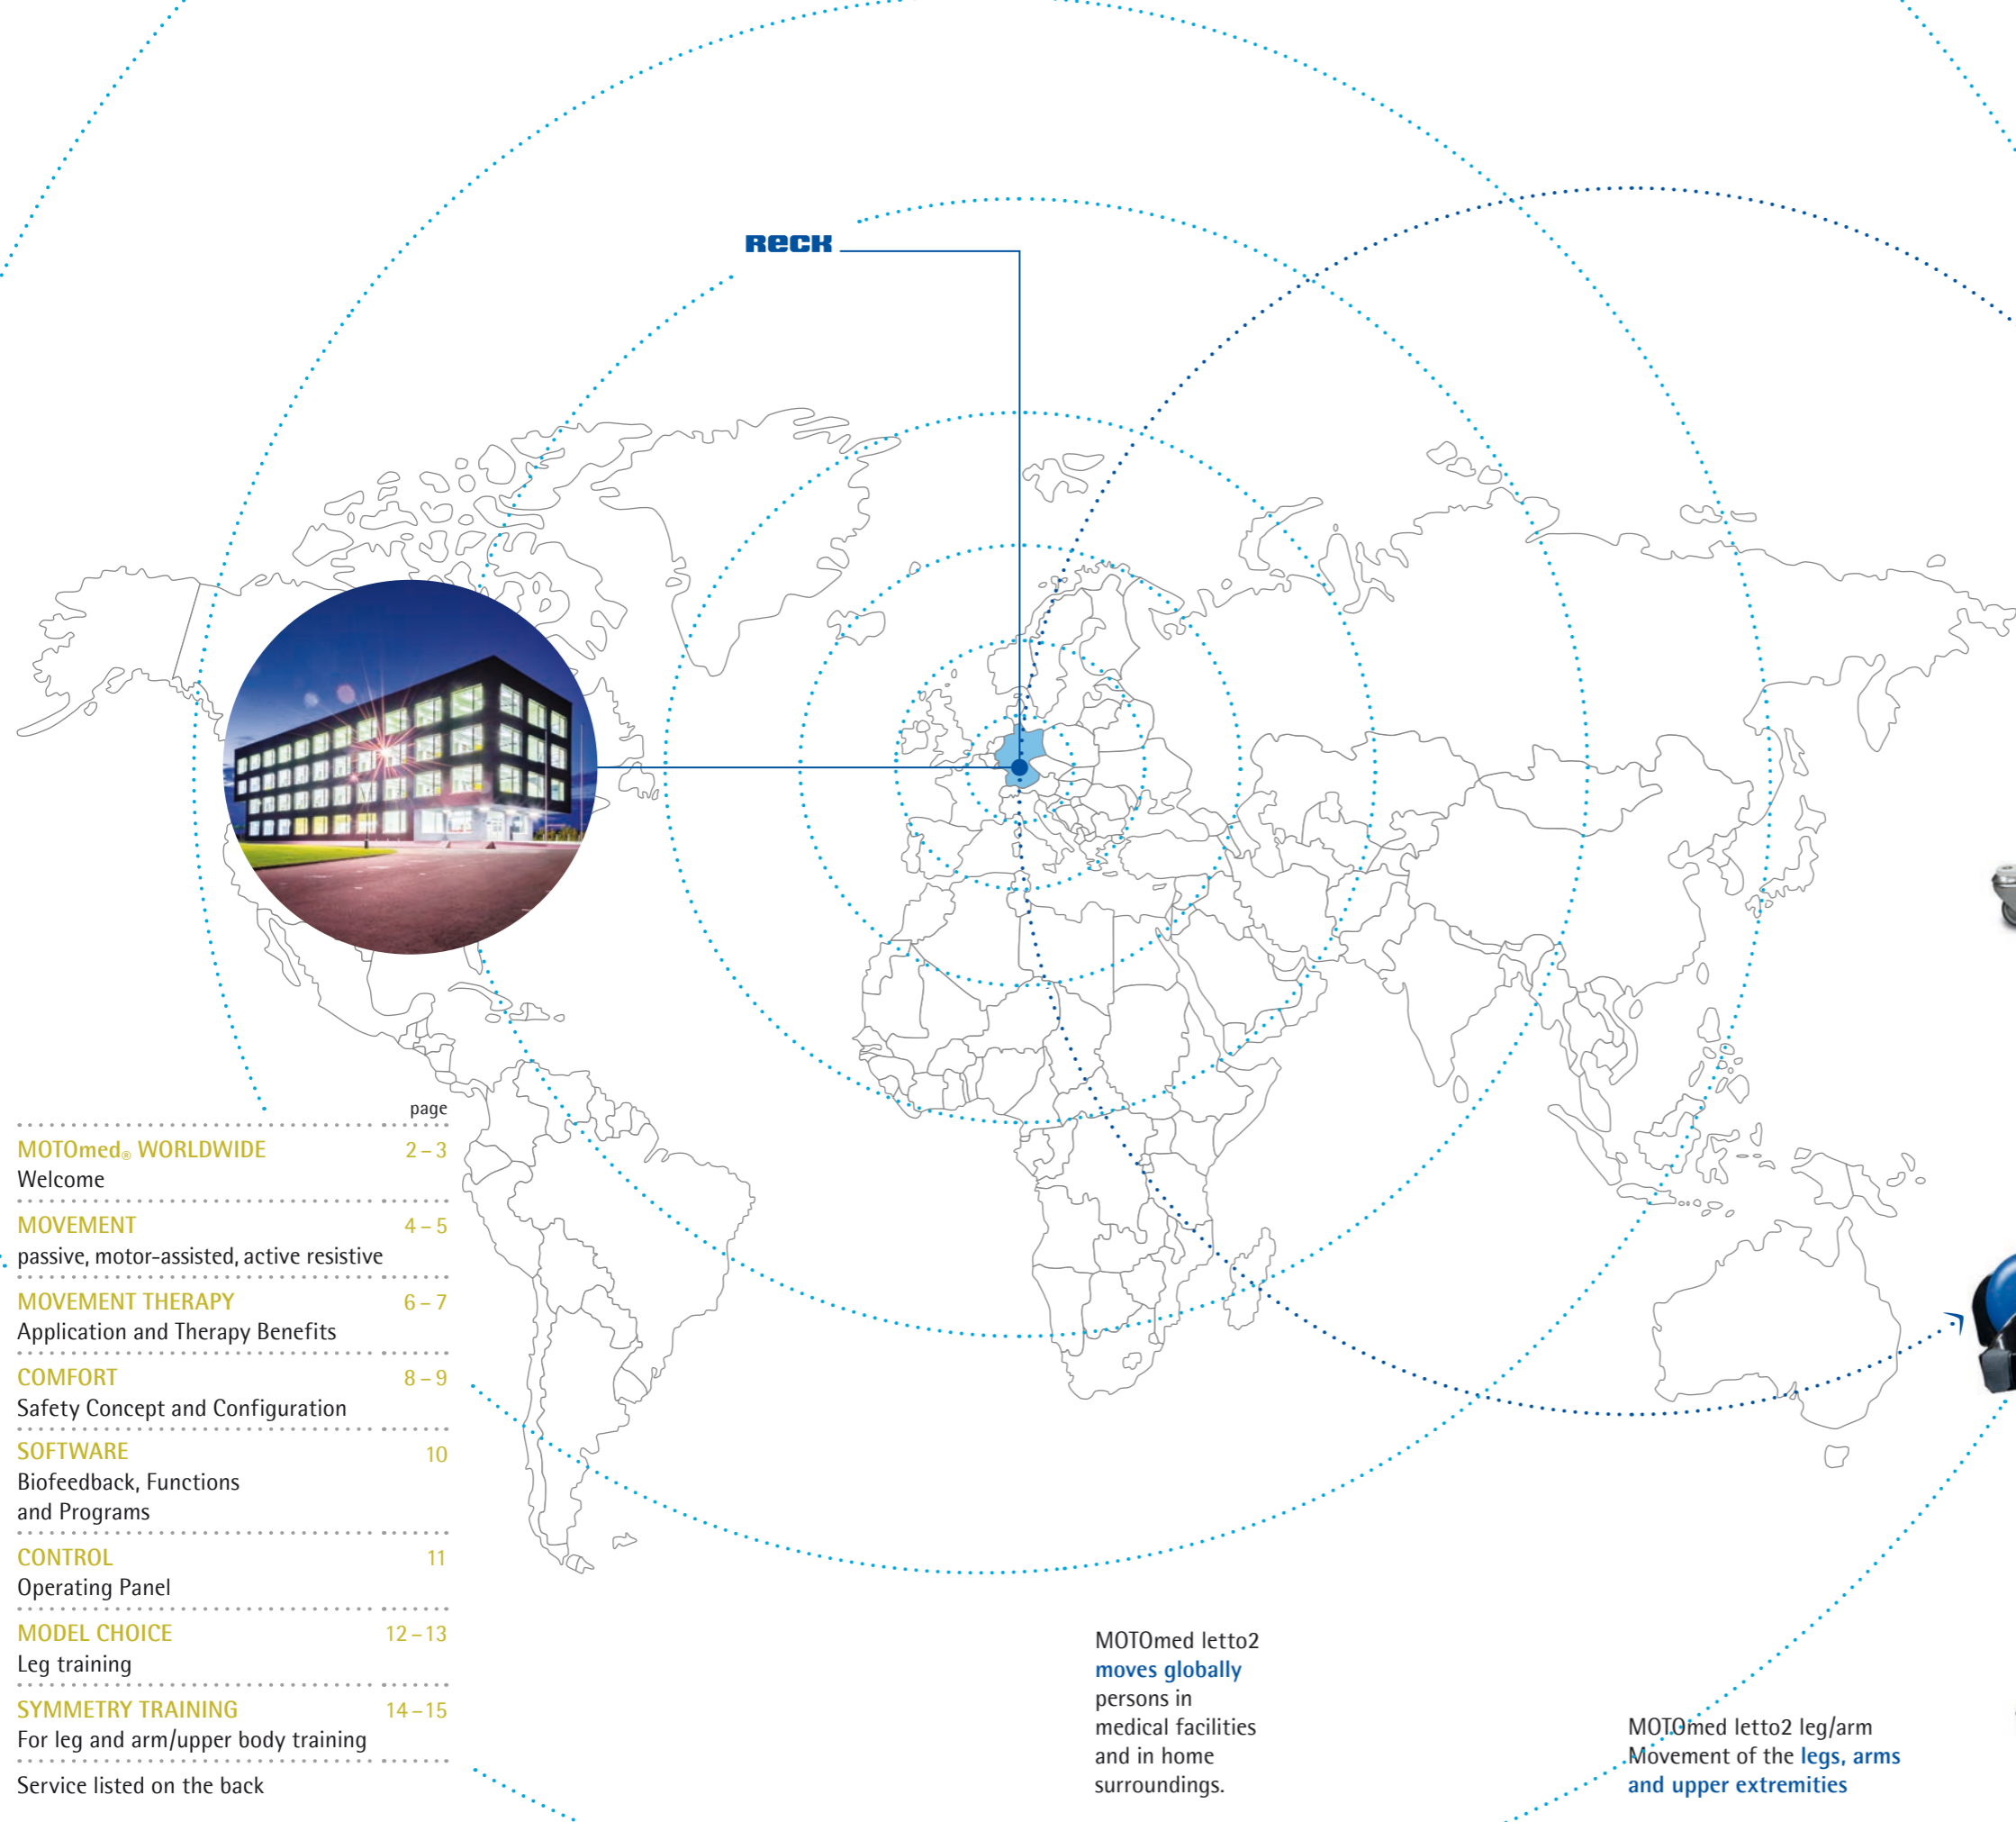 RECK
page
MOTOmed® WORLDWIDE 2 – 3
Welcome
MOVEMENT 4 – 5
passive, motor-assisted, active resistive
MOVEMENT THERAPY 6 – 7
Application and Therapy Benefits
COMFORT 8 – 9
Safety Concept and Configuration
SOFTWARE 10
Biofeedback, Functions
and Programs
CONTROL 11
Operating Panel
MODEL CHOICE 12 – 13
Leg training
SYMMETRY TRAINING 14 – 15
For leg and arm/upper body training
Service listed on the back
MOTOmed letto2
moves globally
persons in
medical facilities
and in home
surroundings.
MOTOmed letto2 leg/arm
Movement of the legs, arms
and upper extremities